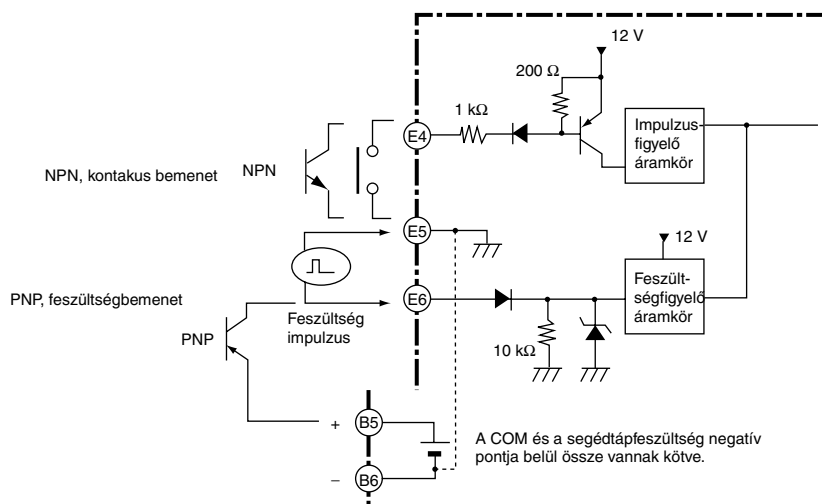 12 V
200 Ω
1 kΩ
E4
Impulzus-
figyelő
áramkör
NPN, kontakus bemenet
NPN
E5
12 V
PNP, feszültségbemenet
E6
Feszült-
ségfigyelő
áramkör
Feszültség
impulzus
PNP
10 kΩ
+
B5
A COM és a segédtápfeszültség negatív
pontja belül össze vannak kötve.
–
B6